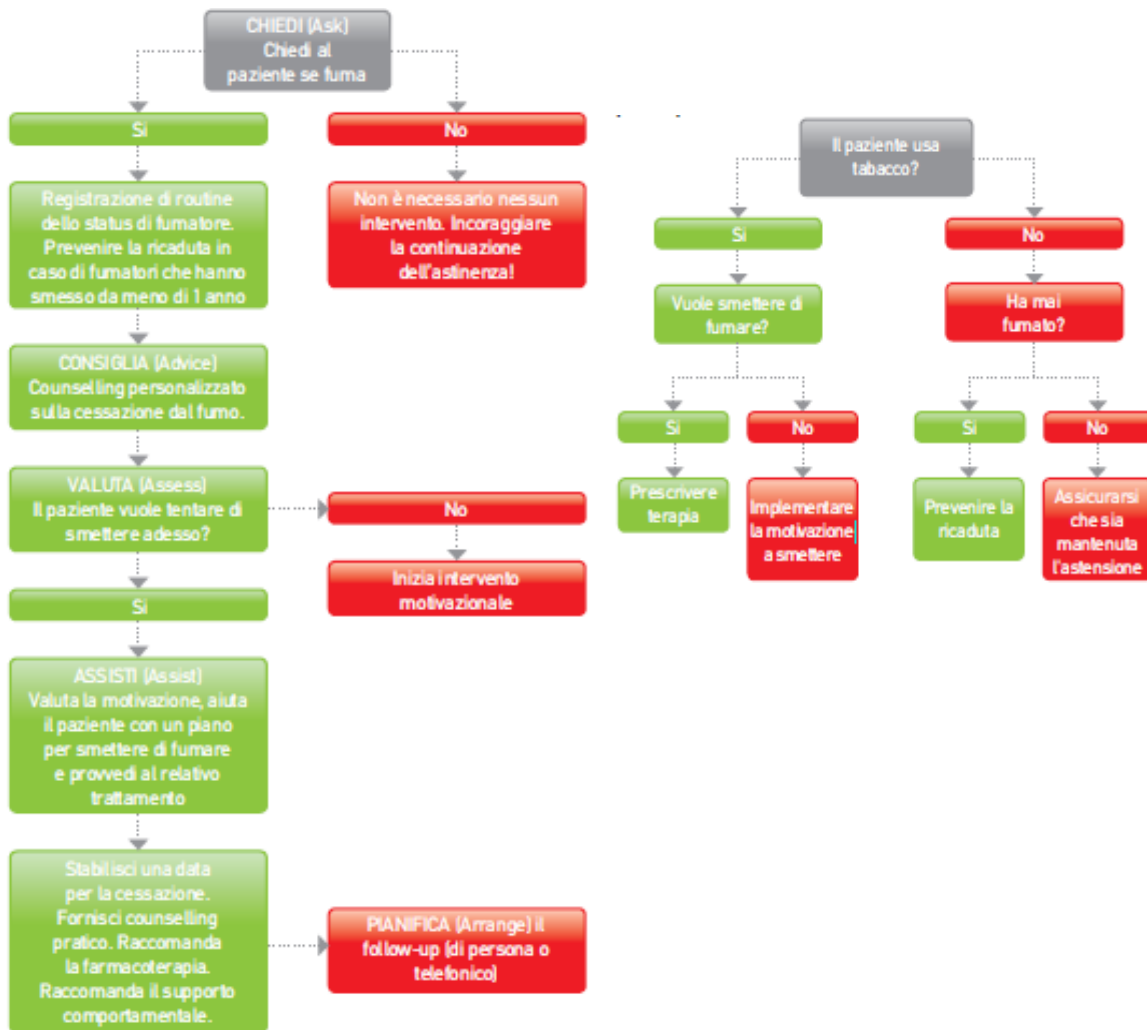 CHIEDI (Ask)
Chiedi al
paziente se fuma
Si
No
Registrazione di routine
dello status di fumatore.
Prevenire la ricaduta in
caso di fumatori che hanno
smesso da meno di 1 anno
Non è necessario nessun
intervento. Incoraggiare
la continuazione
dell'astinenza!
CONSIGLIA (Advice)
Counselling personalizzato
sulla cessazione dal fumo.
VALUTA (Assess)
Il paziente vuole tentare di
smettere adesso?
No
Inizia intervento
motivazionale
Si
ASSISTI (Assist)
Valuta la motivazione, aiuta
il paziente con un piano
per smettere di fumare
e provvedi al relativo
trattamento
Stabilisci una data
per la cessazione.
Fornisci counselling
pratico. Raccomanda
la farmacoterapia.
Raccomanda il supporto
comportamentale.
PIANIFICA (Arrange) il
follow-up (di persona o
telefonico)
Il paziente usa
tabacco?
Si
No
Vuole smettere di
fumare?
Ha mai
fumato?
Si
No
Si
No
Prescrivere
terapia
Implementare
la motivazione
a smettere
Prevenire la
ricaduta
Assicurarsi
che sia
mantenuta
l'astensione